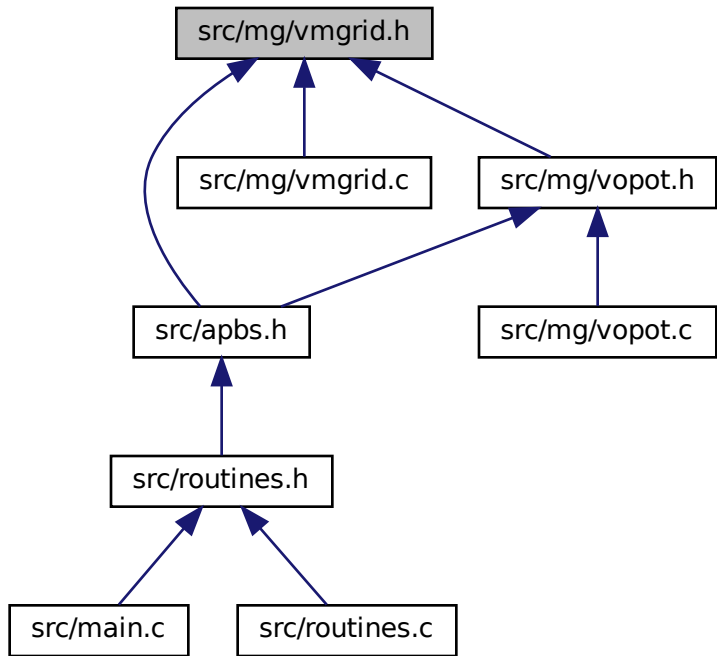 src/mg/vmgrid.h
src/mg/vmgrid.c
src/mg/vopot.h
src/apbs.h
src/mg/vopot.c
src/routines.h
src/main.c
src/routines.c